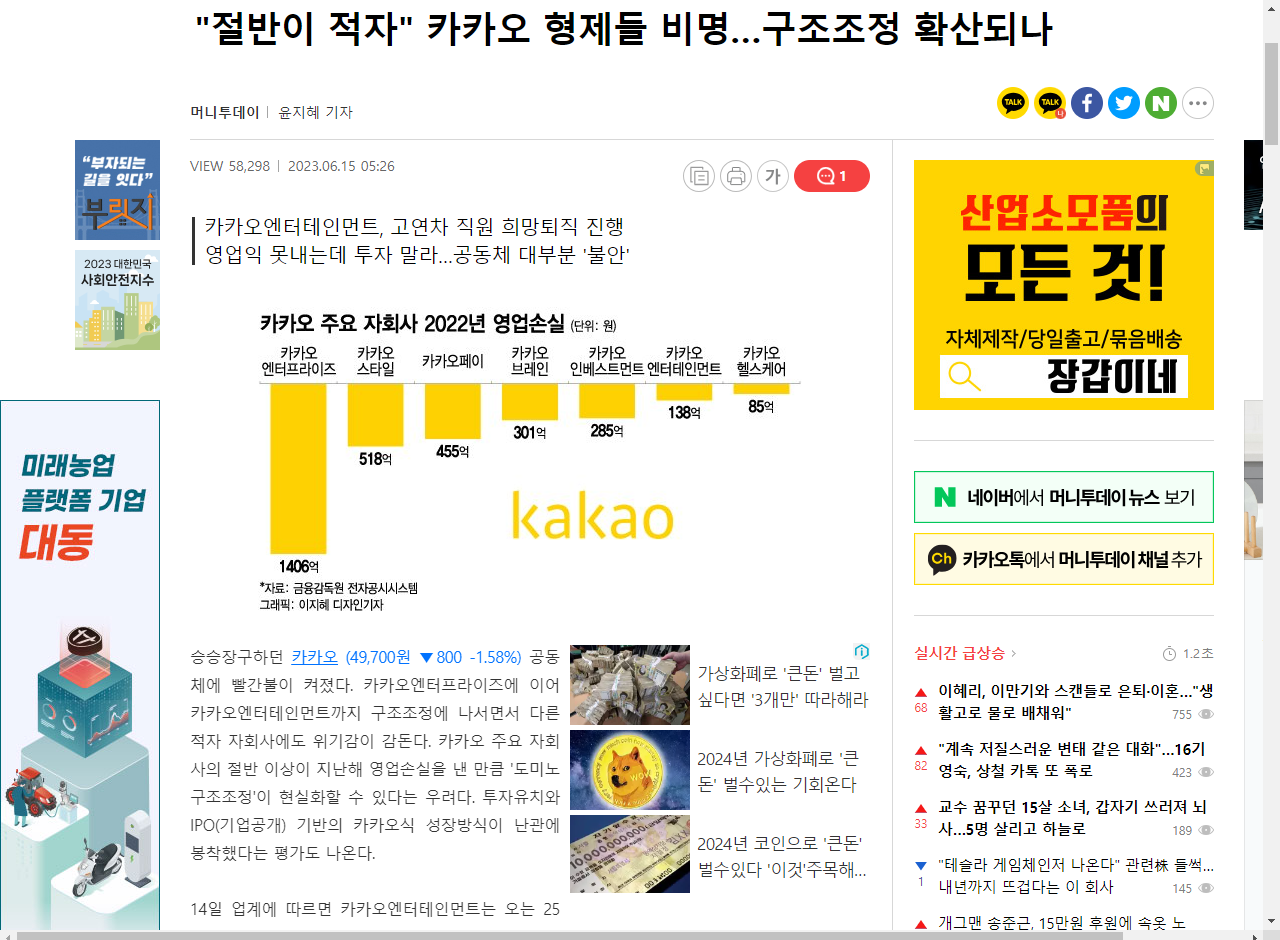 "절반이 적자" 카카오 형제들 비명...구조조정 확산되나
머니투데이 | 윤지혜 기자
TALK
TALK
VIEW 58,298 | 2023.06.15 05:26
가
1
카카오엔터테인먼트, 고연차 직원 희망퇴직 진행
영업익 못내는데 투자 말라...공동체 대부분 '불안'
카카오 주요 자회사 2022년 영업손실 (단위: 원)
카카오 엔터프라이즈
카카오 스타일
카카오페이
카카오 브레인
카카오 인베스트먼트
카카오 엔터테인먼트
카카오 헬스케어
1406억
518억
455억
301억
285억
138억
85억
kakao
*자료: 금융감독원 전자공시시스템
그래픽: 이지혜 디자인기자
승승장구하던 카카오 (49,700원 ▼800 -1.58%) 공동
체에 빨간불이 켜졌다. 카카오엔터프라이즈에 이어
카카오엔터테인먼트까지 구조조정에 나서면서 다른
적자 자회사에도 위기감이 감돈다. 카카오 주요 자회
사의 절반 이상이 지난해 영업손실을 낸 만큼 '도미노
구조조정'이 현실화할 수 있다는 우려다. 투자유치와
IPO(기업공개) 기반의 카카오식 성장방식이 난관에
봉착했다는 평가도 나온다.
14일 업계에 따르면 카카오엔터테인먼트는 오는 25
가상화폐로 '큰돈' 벌고
싶다면 '3개만' 따라해라
2024년 가상화폐로 '큰
돈' 벌수있는 기회온다
2024년 코인으로 '큰돈'
벌수있다 '이것'주목해...
"부자되는
길을 잇다"
부릿지
2023 대한민국
사회안전지수
미래농업
플랫폼 기업
대동
산업소모품의
모든 것!
자체제작/당일출고/묶음배송
장갑이네
네이버에서 머니투데이 뉴스 보기
Ch 카카오톡에서 머니투데이 채널 추가
실시간 급상승 > 1.2초
68 이혜리, 이만기와 스캔들로 은퇴·이혼..."생
활고로 물로 배채워" 755
82 "계속 저질스러운 변태 같은 대화"...16기
영숙, 상철 카톡 또 폭로 423
33 교수 꿈꾸던 15살 소녀, 갑자기 쓰러져 뇌
사...5명 살리고 하늘로 189
1 "테슬라 게임체인저 나온다" 관련株 들썩...
내년까지 뜨겁다는 이 회사 145
개그맨 송준근, 15만원 후원에 속옷 노